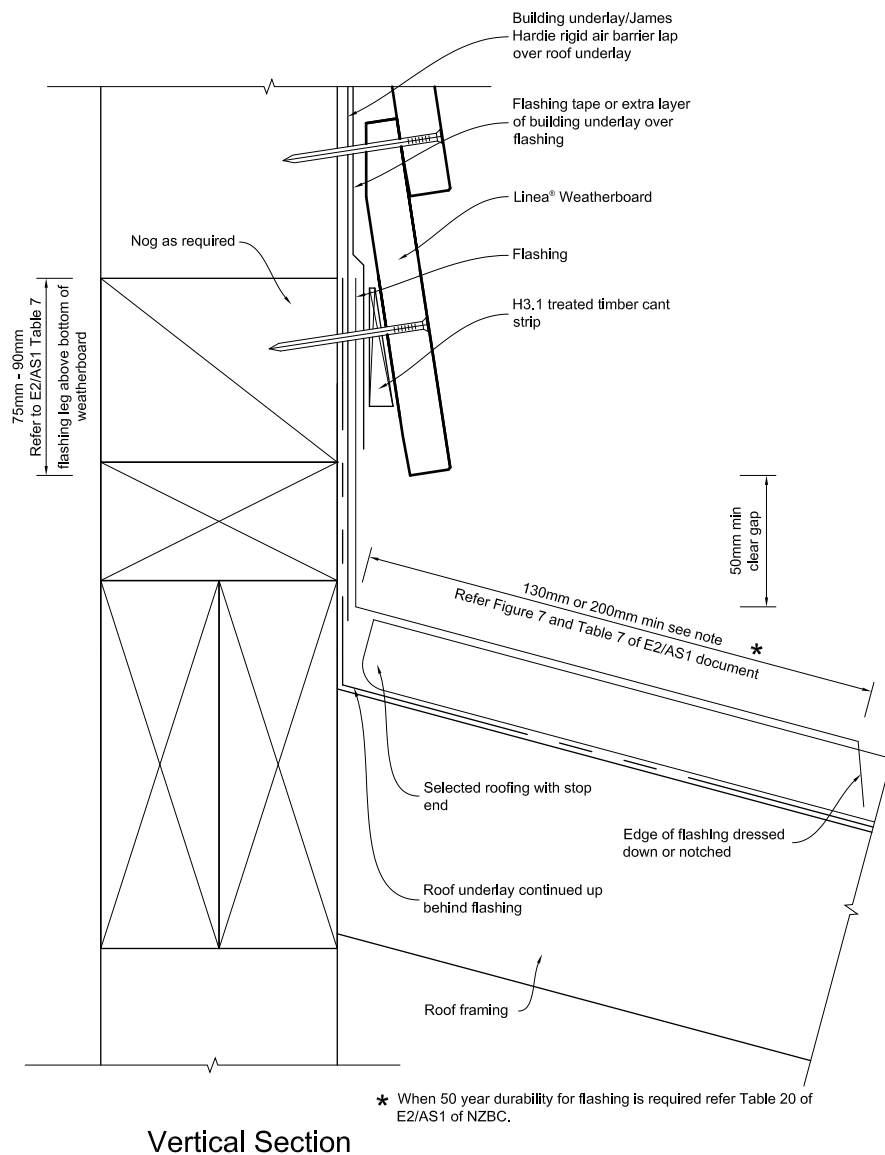 Building underlay/James
Hardie rigid air barrier lap
over roof underlay
Flashing tape or extra layer
of building underlay over
flashing
Linea® Weatherboard
Nog as required
Flashing
H3.1 treated timber cant
strip
75mm - 90mm
Refer to E2/AS1 Table 7
flashing leg above bottom of
weatherboard
50mm min
clear gap
130mm or 200mm min see note
Refer Figure 7 and Table 7 of E2/AS1 document
*
Selected roofing with stop
end
Edge of flashing dressed
down or notched
Roof underlay continued up
behind flashing
Roof framing
* When 50 year durability for flashing is required refer Table 20 of
E2/AS1 of NZBC.
Vertical Section